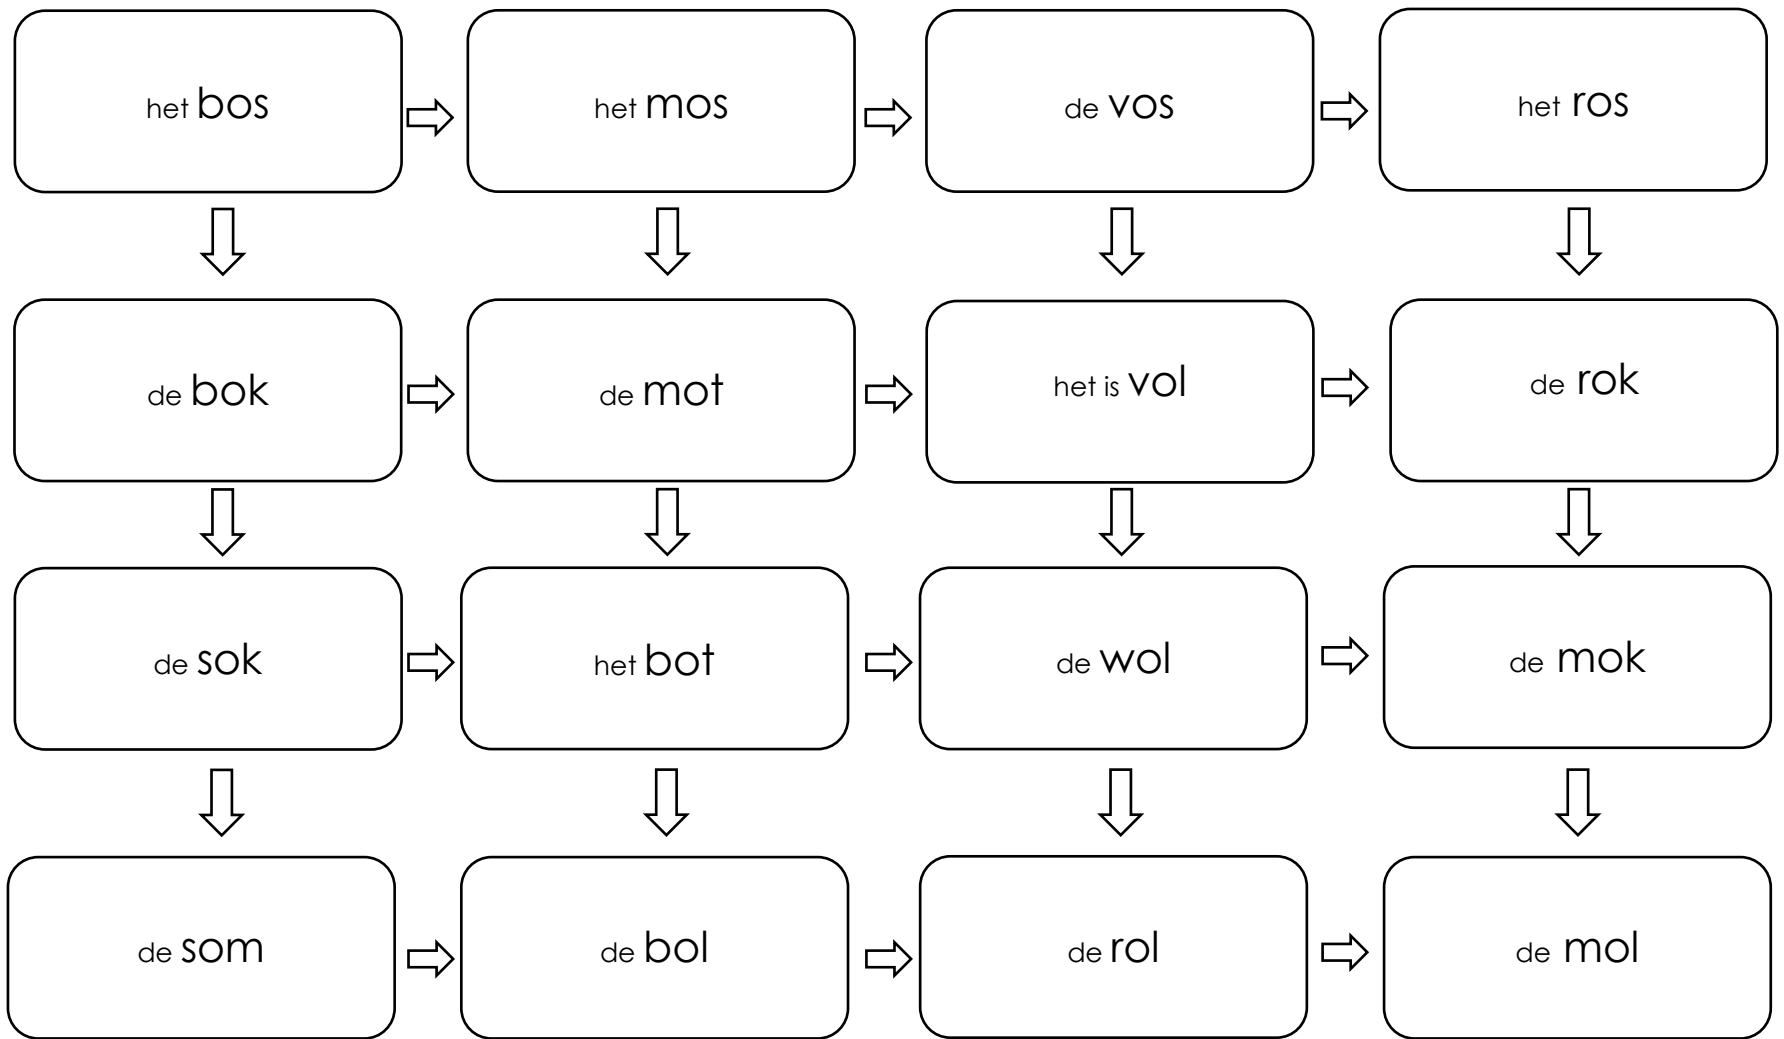 het bos
het mos
de vos
het ros
de bok
de mot
het is vol
de rok
de sok
het bot
de wol
de mok
de som
de bol
de rol
de mol